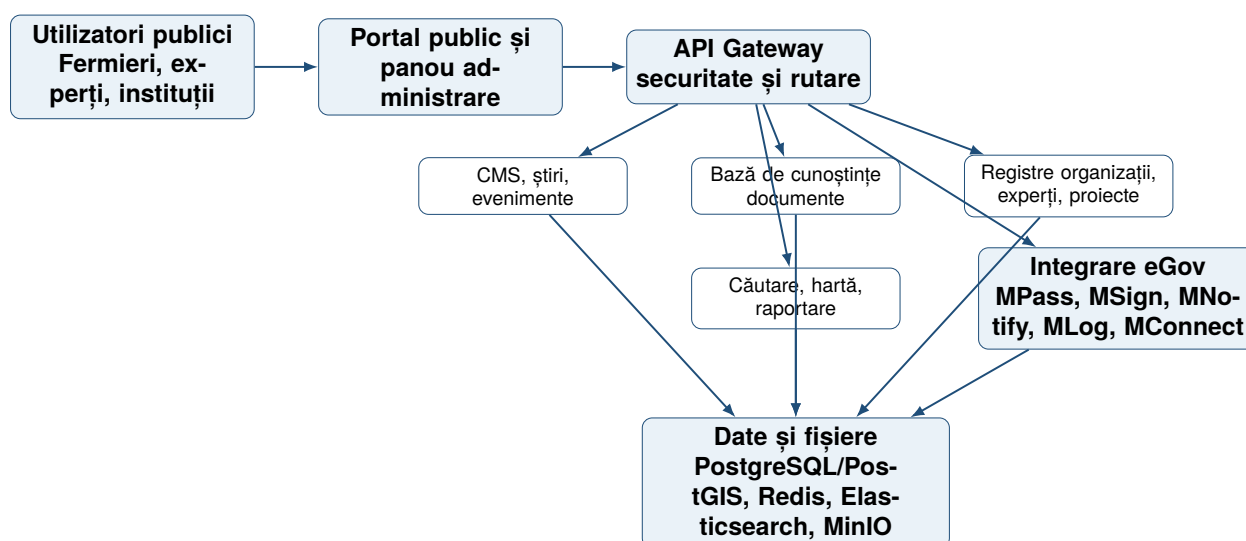 Utilizatori publici
Fermieri, ex-
perți, instituții
Portal public și
panou ad-
ministrare
API Gateway
securitate și rutare
CMS, știri,
evenimente
Bază de cunoștințe
documente
Registre organizații,
experți, proiecte
Căutare, hartă,
raportare
Integrare eGov
MPass, MSign, MNo-
tify, MLog, MConnect
Date și fișiere
PostgreSQL/Pos-
tGIS, Redis, Elas-
ticsearch, MinIO